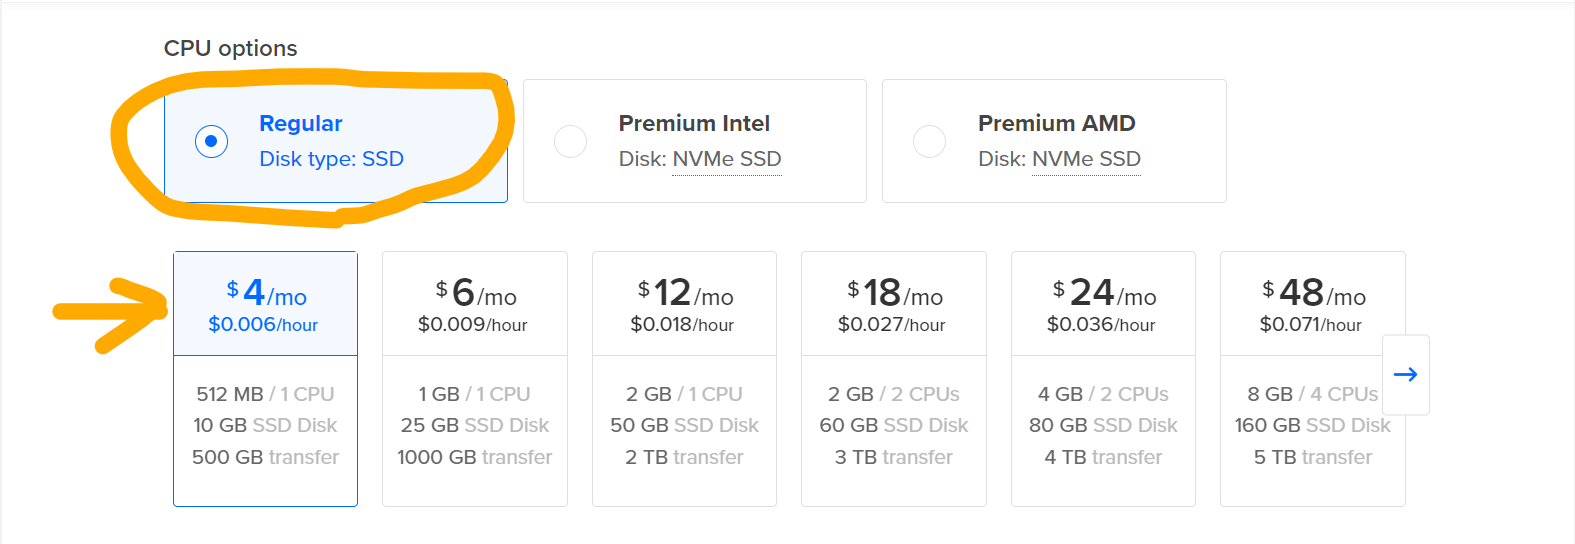 CPU options
Regular
Disk type: SSD
Premium Intel
Disk: NVMe SSD
Premium AMD
Disk: NVMe SSD
$4/mo
$0.006/hour
512 MB / 1 CPU
10 GB SSD Disk
500 GB transfer
$6/mo
$0.009/hour
1 GB / 1 CPU
25 GB SSD Disk
1000 GB transfer
$12/mo
$0.018/hour
2 GB / 1 CPU
50 GB SSD Disk
2 TB transfer
$18/mo
$0.027/hour
2 GB / 2 CPUs
60 GB SSD Disk
3 TB transfer
$24/mo
$0.036/hour
4 GB / 2 CPUs
80 GB SSD Disk
4 TB transfer
$48/mo
$0.071/hour
8 GB / 4 CPUs
160 GB SSD Disk
5 TB transfer